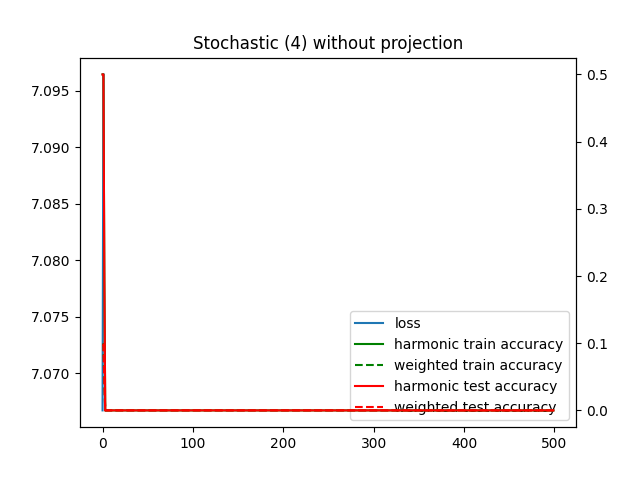 Stochastic (4) without projection
7.095
7.090
7.085
7.080
7.075
7.070
0.5
0.4
0.3
0.2
0.1
0.0
loss
harmonic train accuracy
weighted train accuracy
harmonic test accuracy
weighted test accuracy
0 100 200 300 400 500